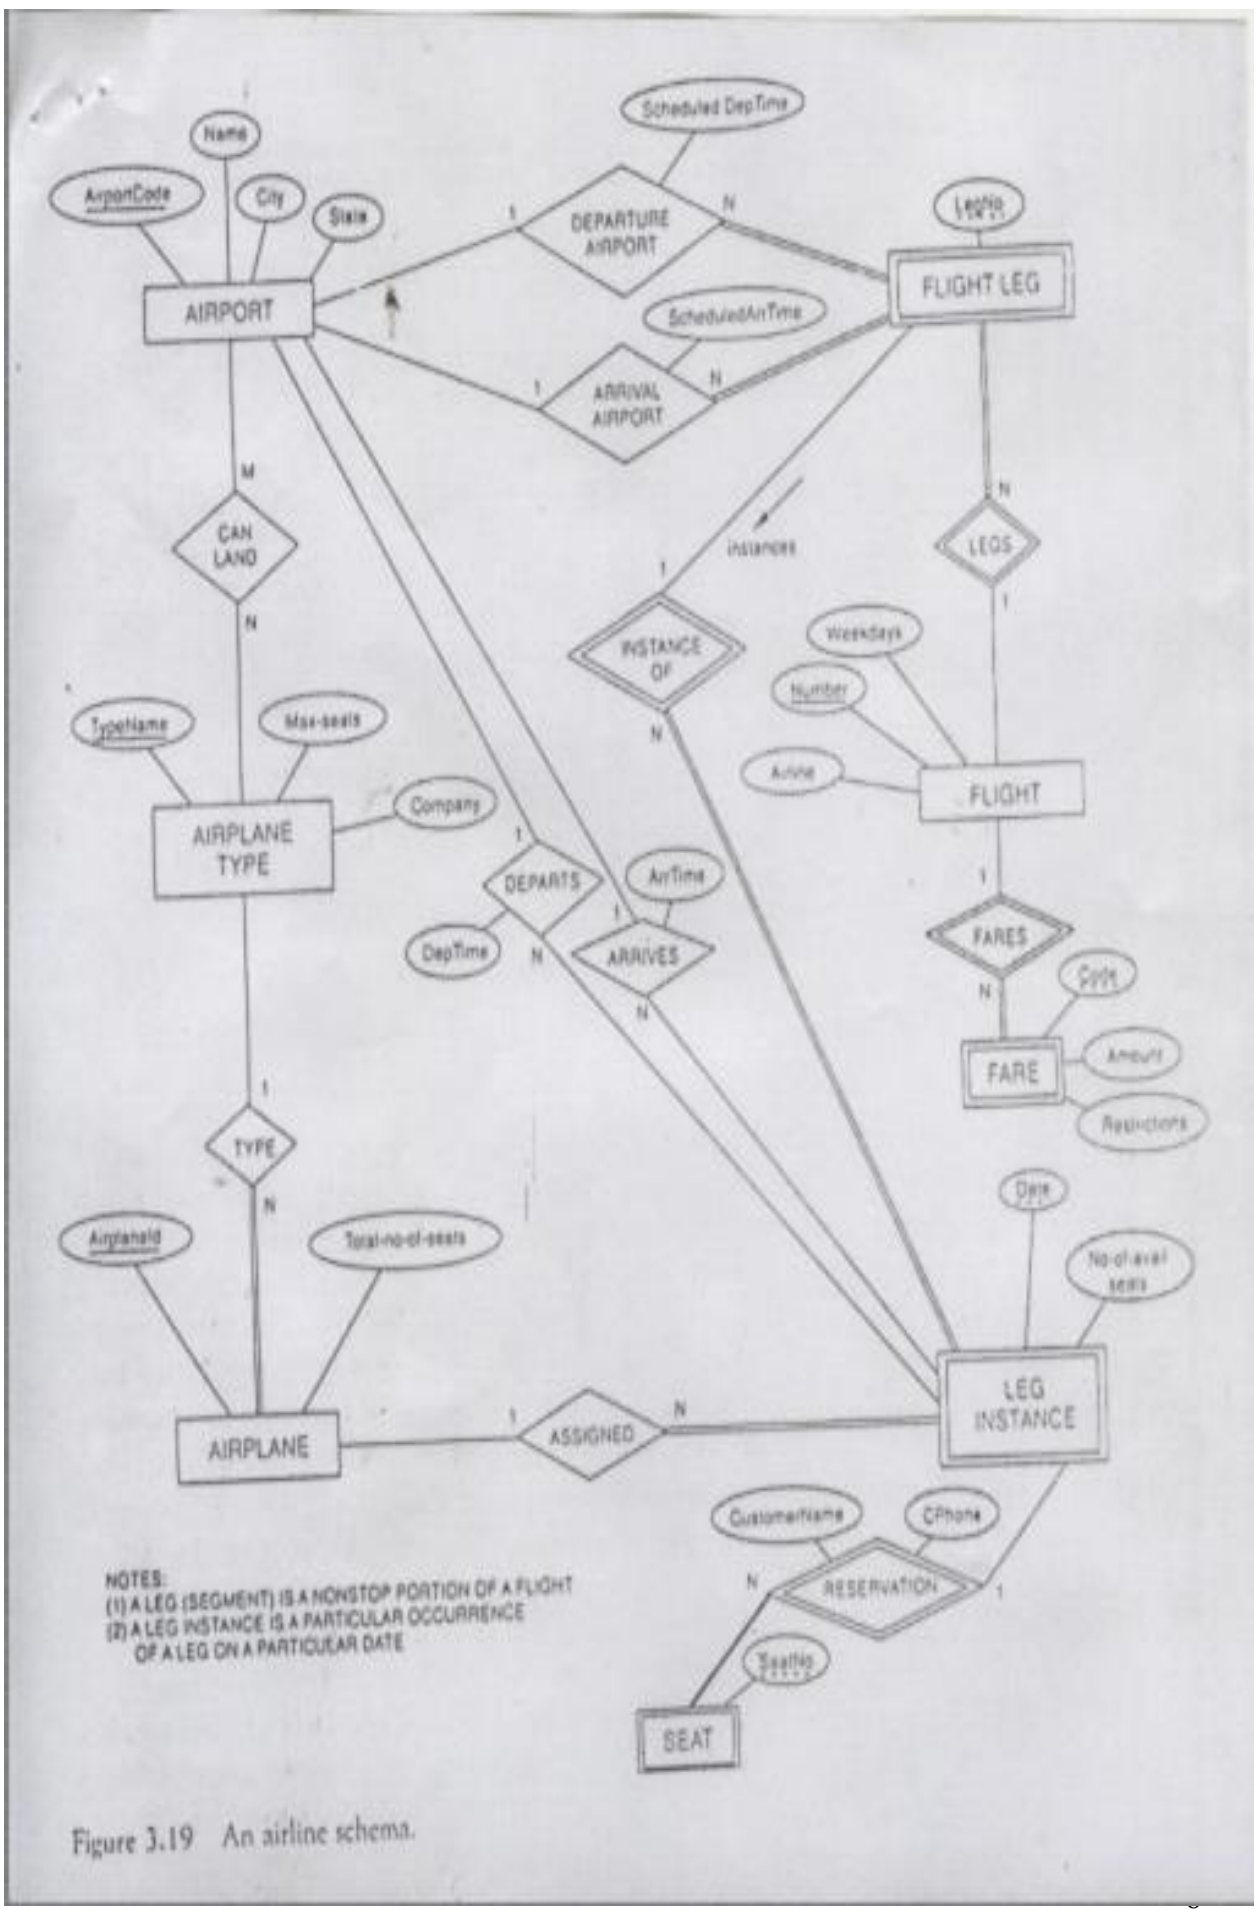 Scheduled DepTime
Name
AirportCode
City
State
LegNo
1
DEPARTURE
AIRPORT
N
FLIGHT LEG
AIRPORT
ScheduledArrTime
1
ARRIVAL
AIRPORT
N
M
CAN
LAND
N
instances
1
INSTANCE
OF
N
N
LEGS
1
Weekdays
Number
Airline
FLIGHT
TypeName
Max-seats
Company
AIRPLANE
TYPE
1
DEPARTS
DepTime
N
1
ArrTime
ARRIVES
N
1
FARES
N
Code
FARE
Amount
Restrictions
1
TYPE
N
AirplaneId
Total-no-of-seats
Date
No-of-avail
seats
AIRPLANE
1
ASSIGNED
N
LEG
INSTANCE
CustomerName
CPhone
N
RESERVATION
1
SeatNo
SEAT
NOTES:
(1) A LEG (SEGMENT) IS A NONSTOP PORTION OF A FLIGHT
(2) A LEG INSTANCE IS A PARTICULAR OCCURRENCE
OF A LEG ON A PARTICULAR DATE
Figure 3.19 An airline schema.